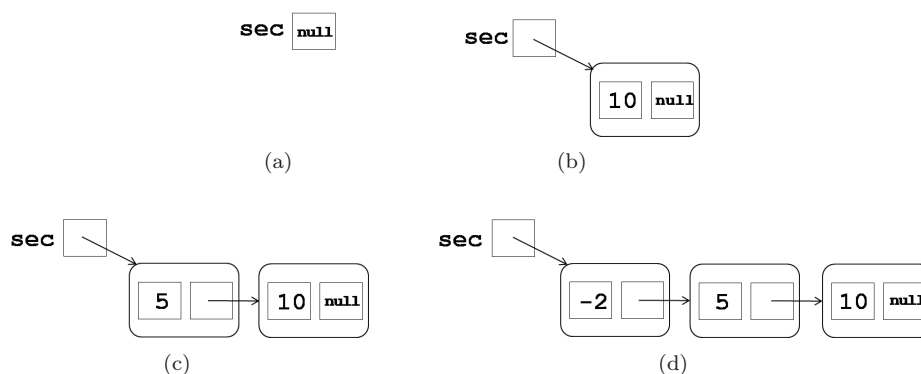 sec null
(a)
sec
10 null
(b)
sec
5 10 null
(c)
sec
-2 5 10 null
(d)